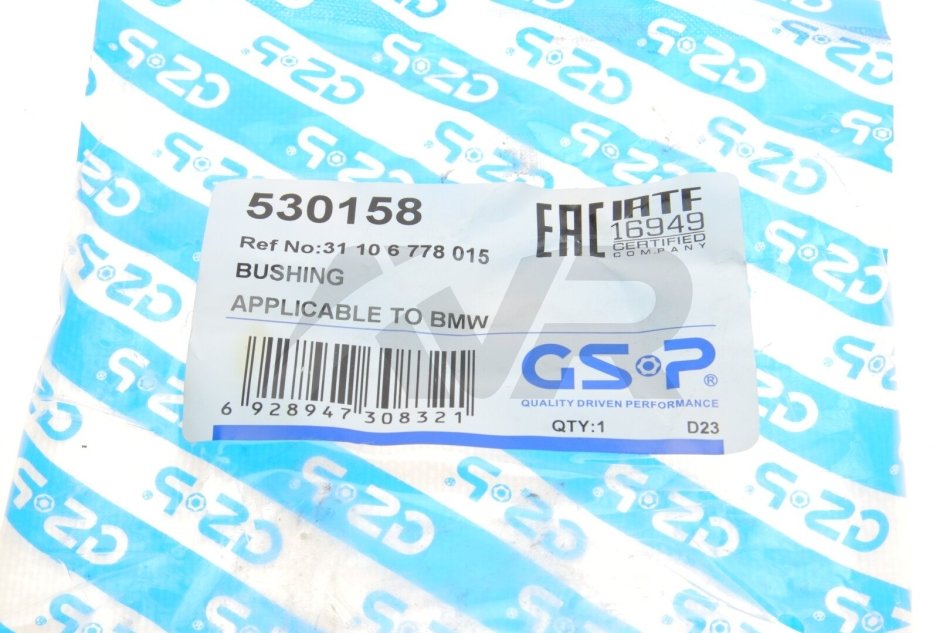 530158
Ref No:31 10 6 778 015
BUSHING
APPLICABLE TO BMW
6 928947 308321
EAC
IATF
16949
CERTIFIED
COMPANY
GSP®
QUALITY DRIVEN PERFORMANCE
QTY:1 D23